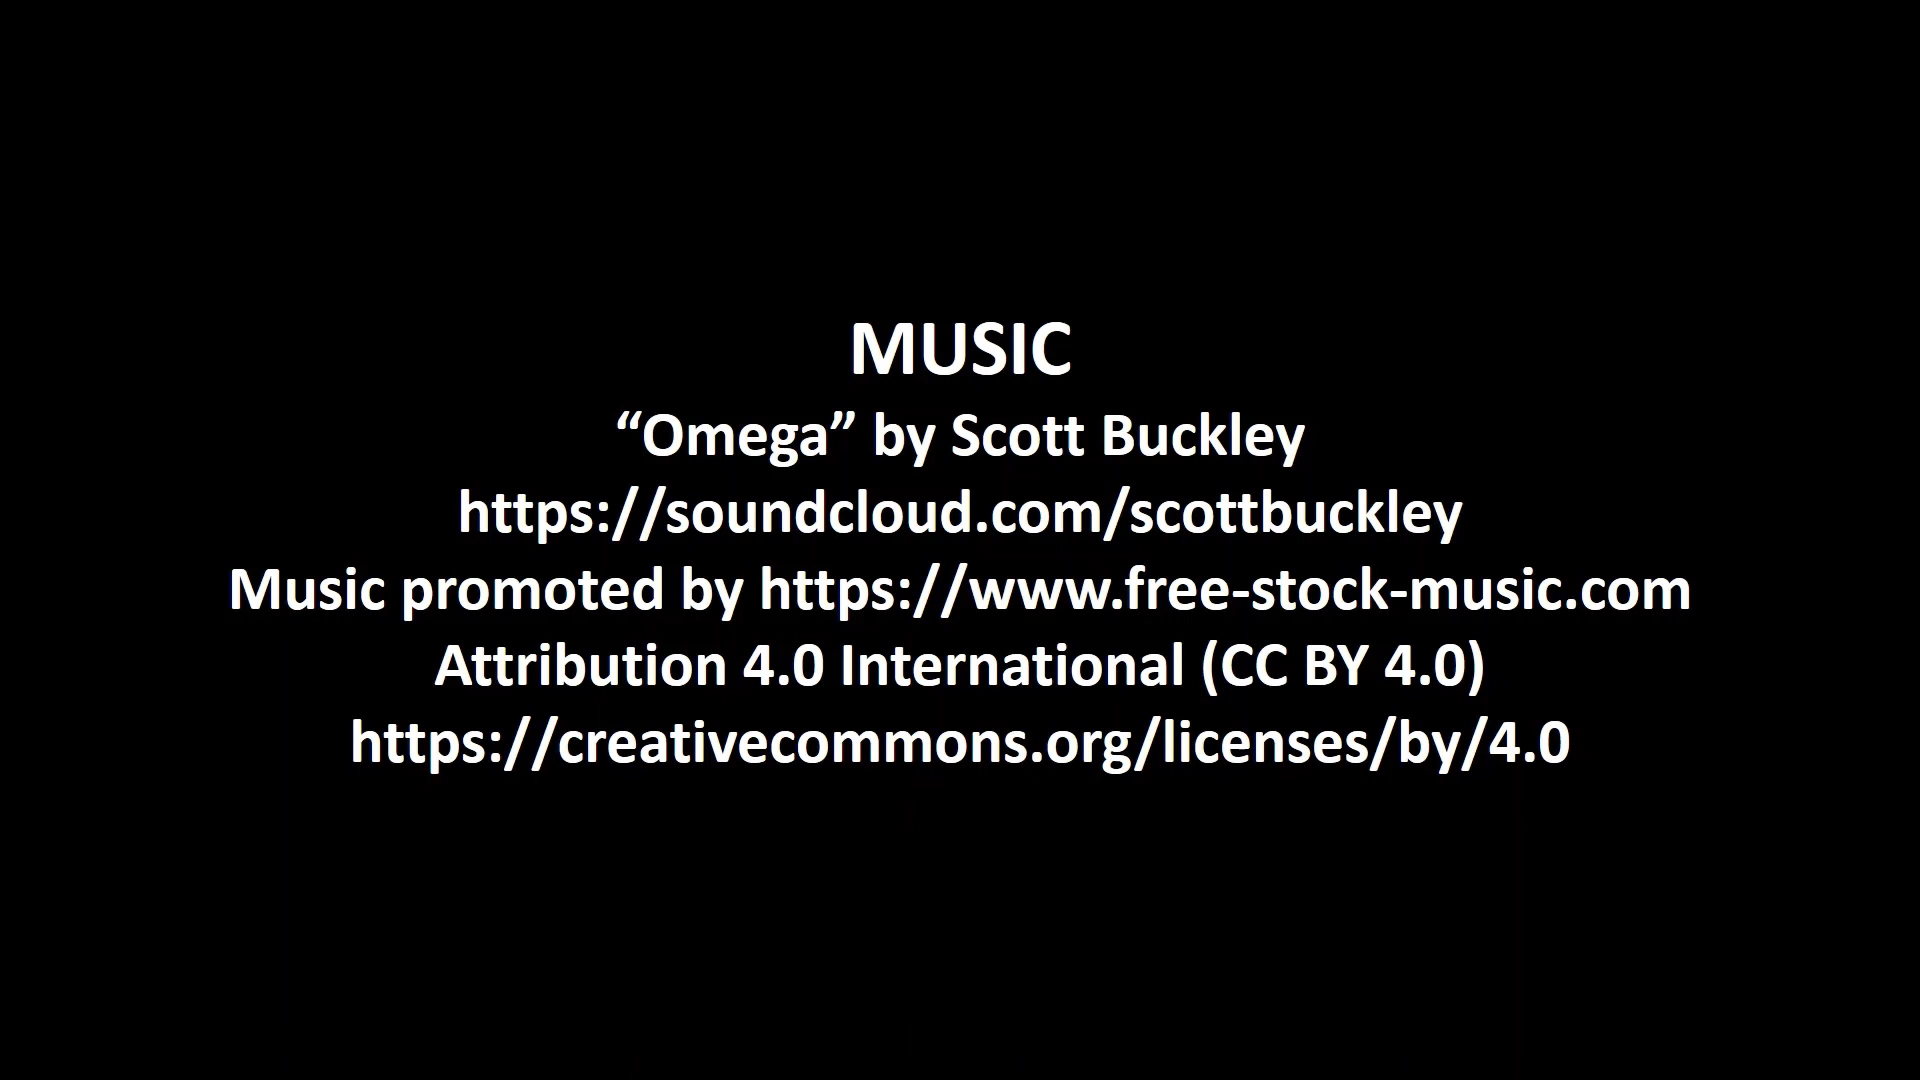 MUSIC
“Omega” by Scott Buckley
https://soundcloud.com/scottbuckley
Music promoted by https://www.free-stock-music.com
Attribution 4.0 International (CC BY 4.0)
https://creativecommons.org/licenses/by/4.0